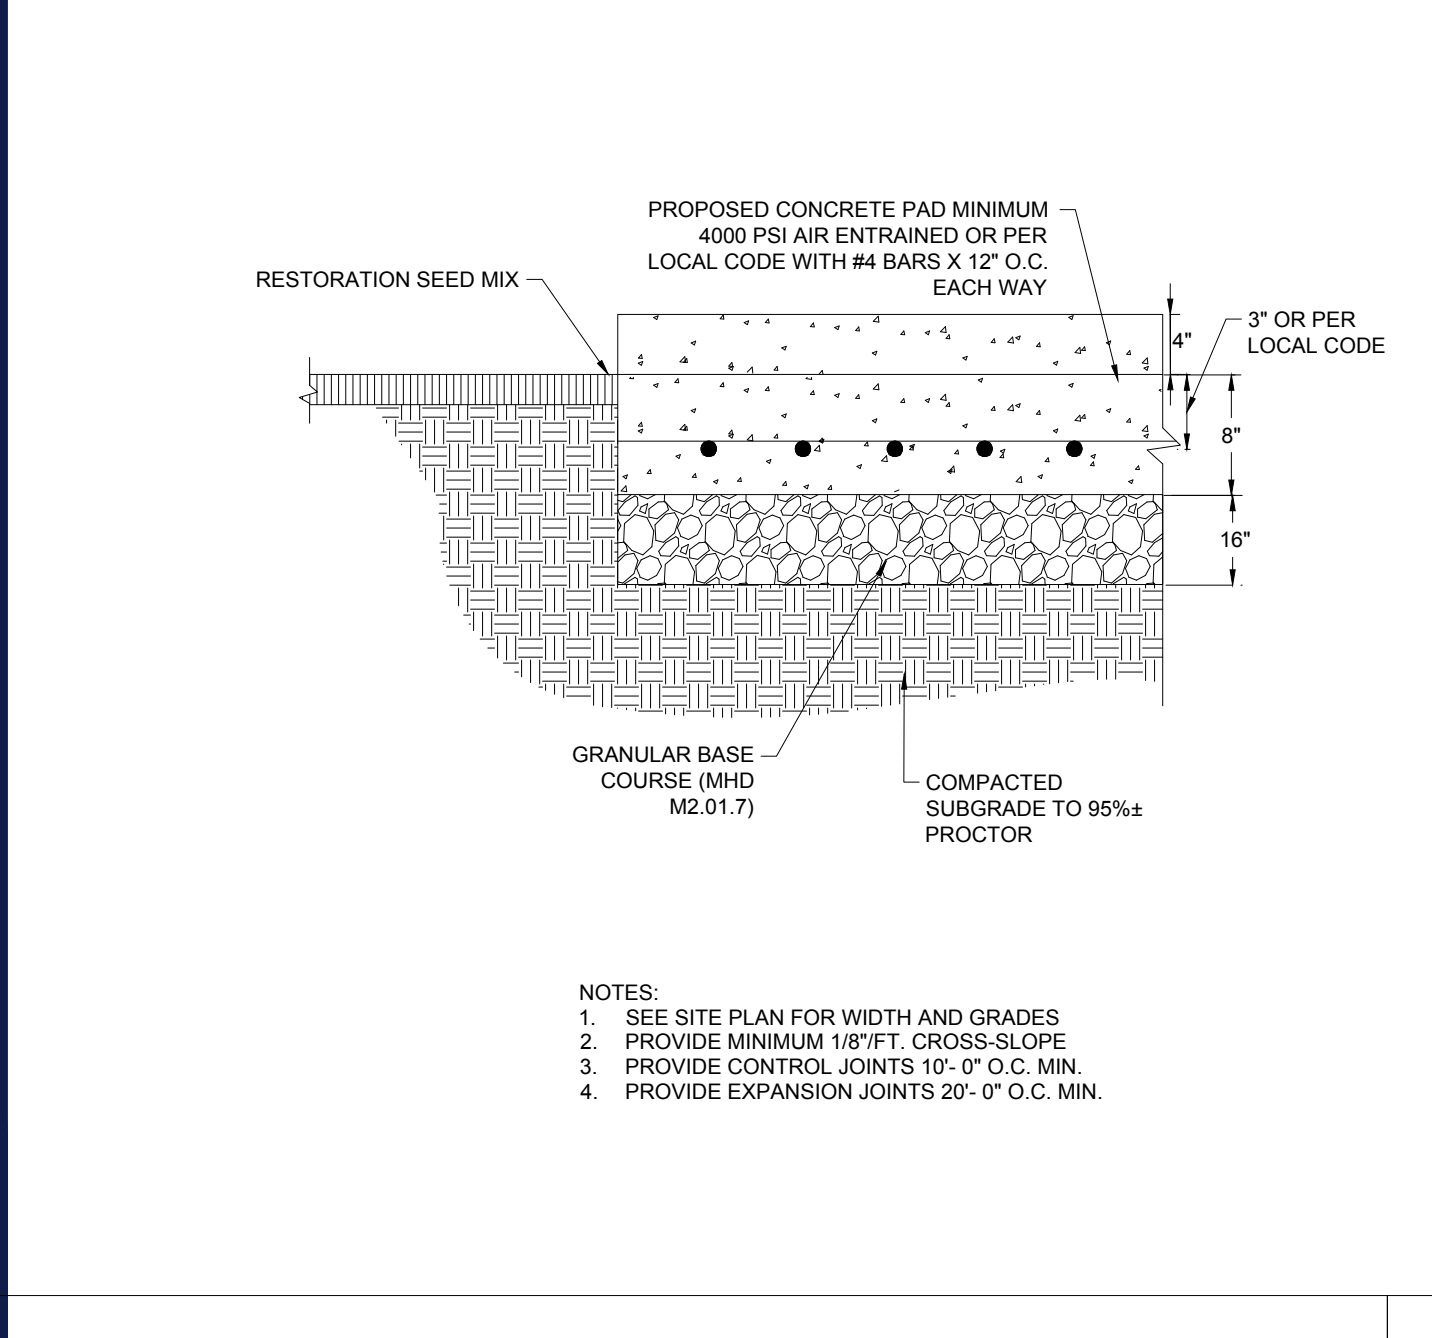 PROPOSED CONCRETE PAD MINIMUM
4000 PSI AIR ENTRAINED OR PER
LOCAL CODE WITH #4 BARS X 12" O.C.
EACH WAY
RESTORATION SEED MIX
3" OR PER
LOCAL CODE
4"
8"
16"
GRANULAR BASE
COURSE (MHD
M2.01.7)
COMPACTED
SUBGRADE TO 95%±
PROCTOR
NOTES:
1. SEE SITE PLAN FOR WIDTH AND GRADES
2. PROVIDE MINIMUM 1/8"/FT. CROSS-SLOPE
3. PROVIDE CONTROL JOINTS 10'- 0" O.C. MIN.
4. PROVIDE EXPANSION JOINTS 20'- 0" O.C. MIN.